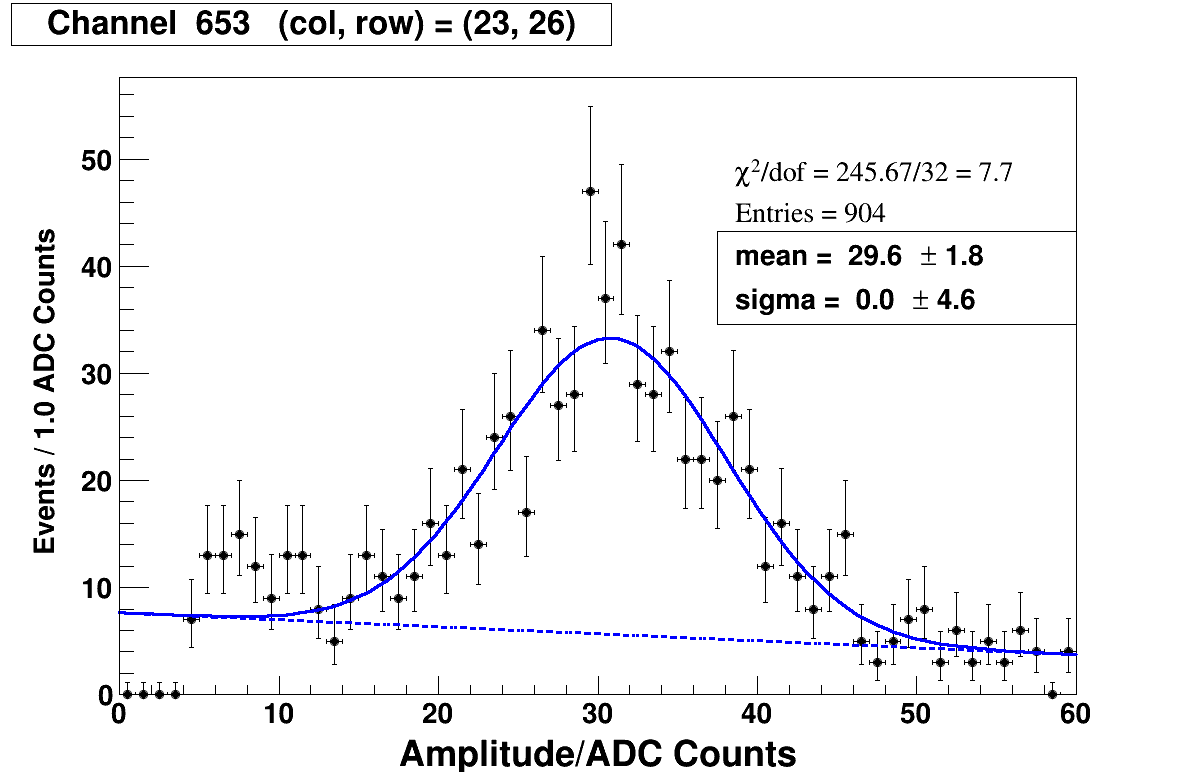 Channel 653 (col, row) = (23, 26)
χ²/dof = 245.67/32 = 7.7
Entries = 904
mean = 29.6 ± 1.8
sigma = 0.0 ± 4.6
Events / 1.0 ADC Counts
50
40
30
20
10
0
0 10 20 30 40 50 60
Amplitude/ADC Counts